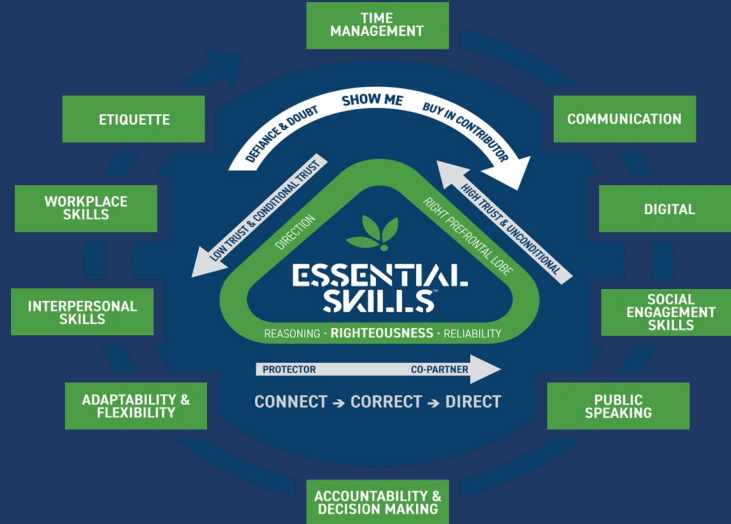 TIME
MANAGEMENT
ETIQUETTE
COMMUNICATION
DEFIANCE & DOUBT SHOW ME BUY IN CONTRIBUTOR
WORKPLACE
SKILLS
DIGITAL
LOW TRUST & CONDITIONAL TRUST
HIGH TRUST & UNCONDITIONAL
DIRECTION
RIGHT PREFRONTAL LOBE
ESSENTIAL
SKILLS™
INTERPERSONAL
SKILLS
SOCIAL
ENGAGEMENT
SKILLS
REASONING · RIGHTEOUSNESS · RELIABILITY
PROTECTOR CO-PARTNER
CONNECT → CORRECT → DIRECT
ADAPTABILITY &
FLEXIBILITY
PUBLIC
SPEAKING
ACCOUNTABILITY &
DECISION MAKING